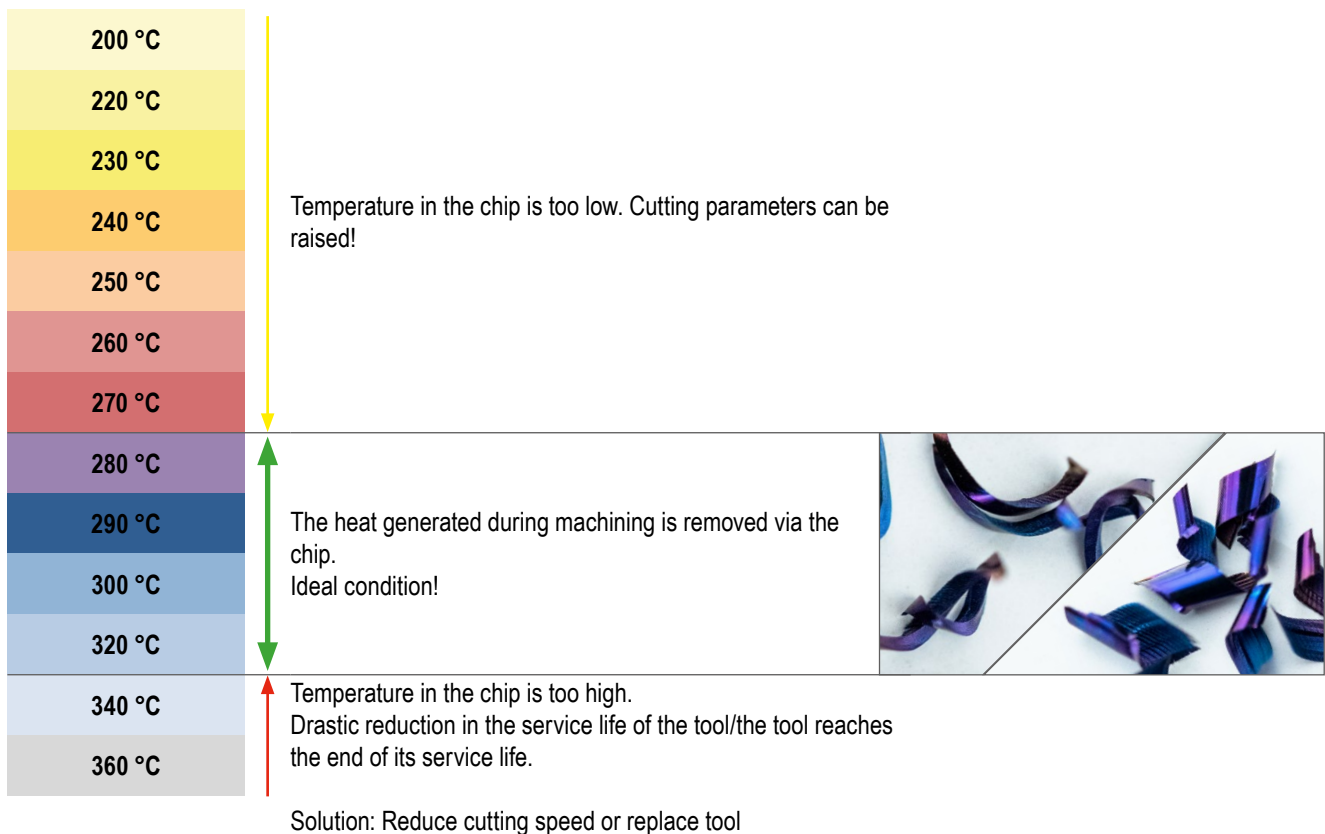 200 °C
220 °C
230 °C
240 °C
250 °C
260 °C
270 °C
Temperature in the chip is too low. Cutting parameters can be
raised!
280 °C
290 °C
300 °C
320 °C
The heat generated during machining is removed via the
chip.
Ideal condition!
340 °C
360 °C
Temperature in the chip is too high.
Drastic reduction in the service life of the tool/the tool reaches
the end of its service life.
Solution: Reduce cutting speed or replace tool